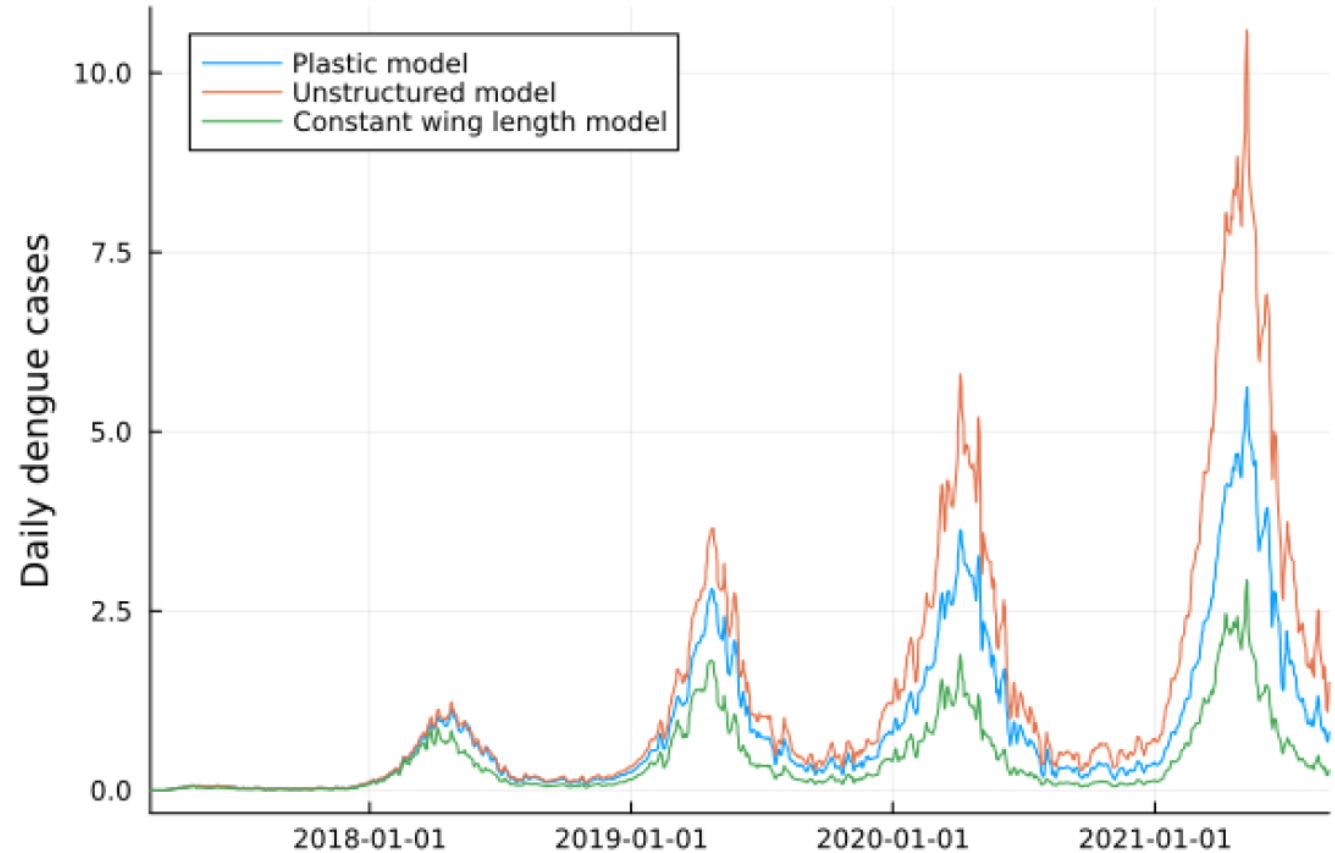 Plastic model
Unstructured model
Constant wing length model
Daily dengue cases
10.0
7.5
5.0
2.5
0.0
2018-01-01
2019-01-01
2020-01-01
2021-01-01